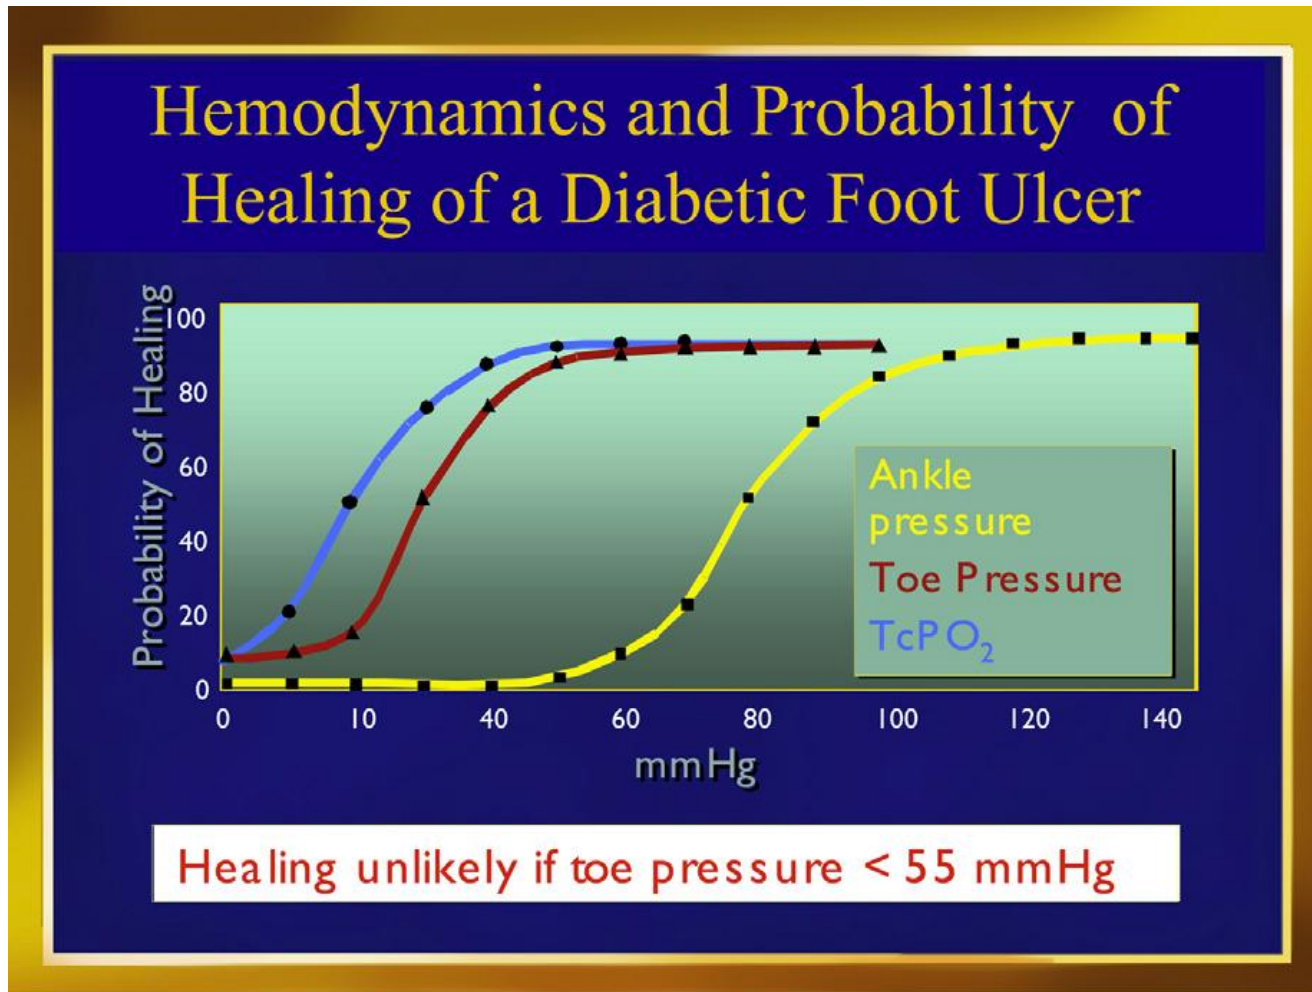 Hemodynamics and Probability of
Healing of a Diabetic Foot Ulcer
Probability of Healing
100
80
60
40
20
0
0 10 40 60 80 100 120 140
mmHg
Ankle
pressure
Toe Pressure
TcPO₂
Healing unlikely if toe pressure < 55 mmHg